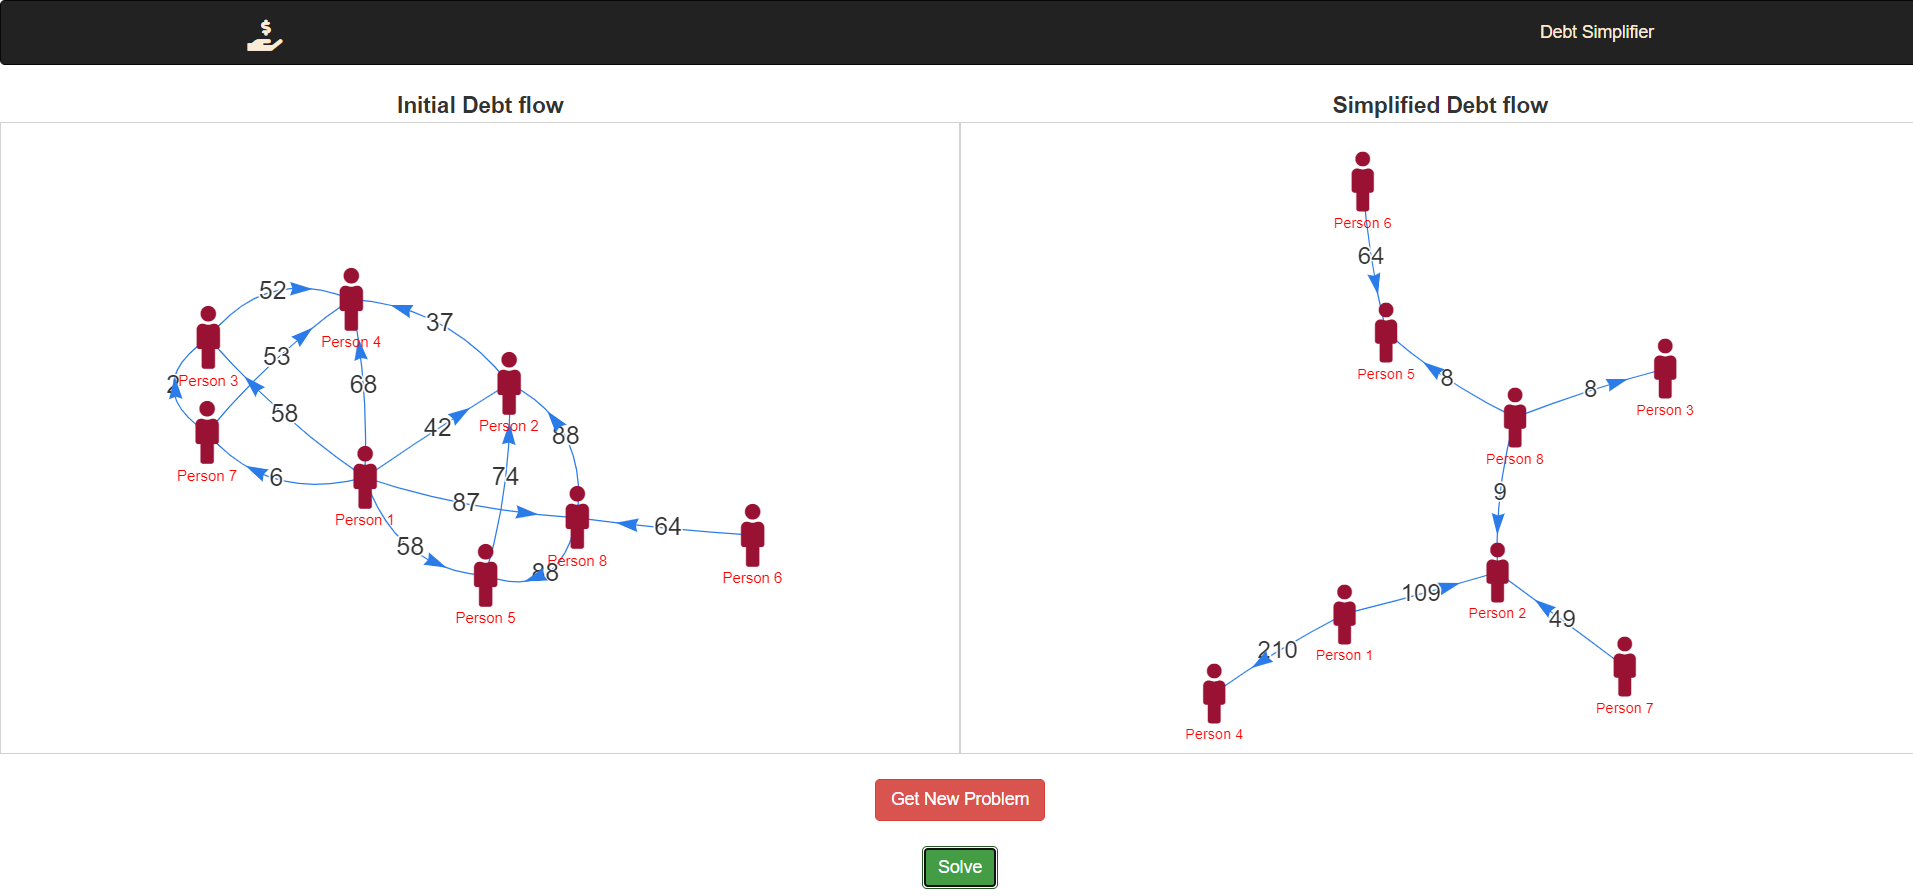 $
Debt Simplifier
Initial Debt flow
Simplified Debt flow
52
37
Person 4
53
2
Person 3
68
58
42
Person 2
88
Person 7
6
74
87
Person 1
64
58
88
Person 8
Person 6
Person 5
Person 6
64
Person 5
8
8
Person 3
Person 8
9
109
Person 2
49
210
Person 1
Person 7
Person 4
Get New Problem
Solve